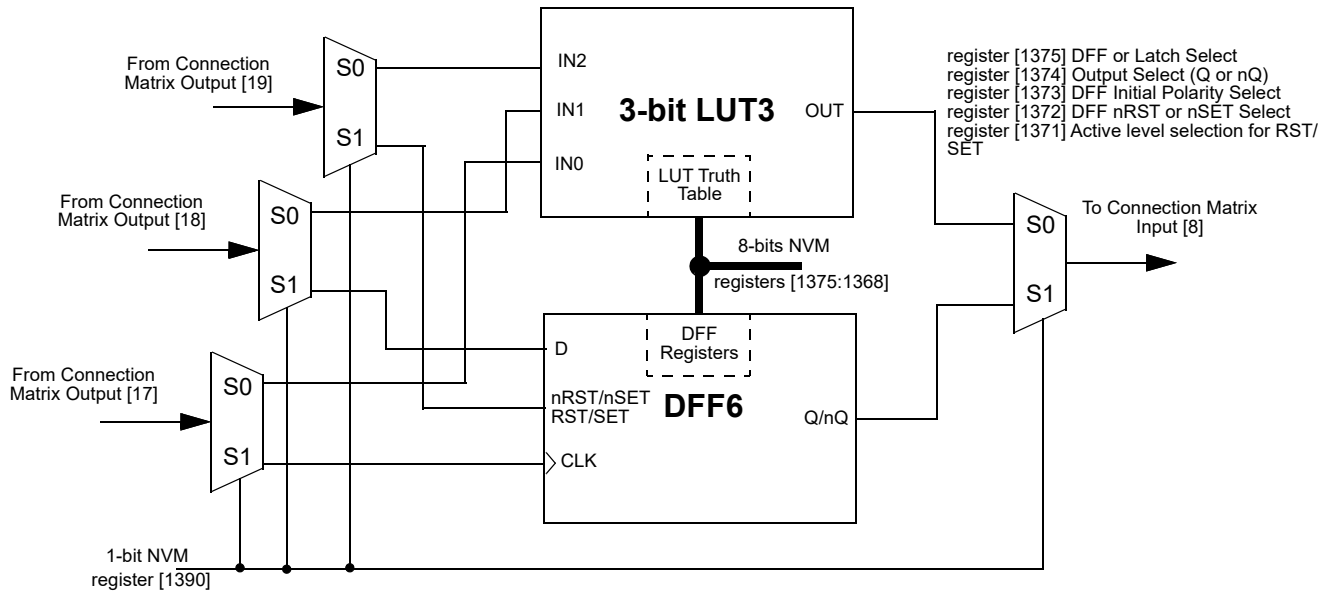 From Connection
Matrix Output [19]
S0
S1
IN2
IN1
IN0
3-bit LUT3
OUT
LUT Truth
Table
register [1375] DFF or Latch Select
register [1374] Output Select (Q or nQ)
register [1373] DFF Initial Polarity Select
register [1372] DFF nRST or nSET Select
register [1371] Active level selection for RST/
SET
From Connection
Matrix Output [18]
S0
S1
8-bits NVM
registers [1375:1368]
S0
S1
To Connection Matrix
Input [8]
From Connection
Matrix Output [17]
S0
S1
D
nRST/nSET
RST/SET
CLK
DFF
Registers
DFF6
Q/nQ
1-bit NVM
register [1390]